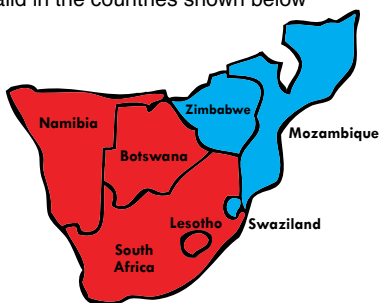 alid in the countries shown below
Zimbabwe
Namibia
Mozambique
Botswana
Lesotho
Swaziland
South
Africa